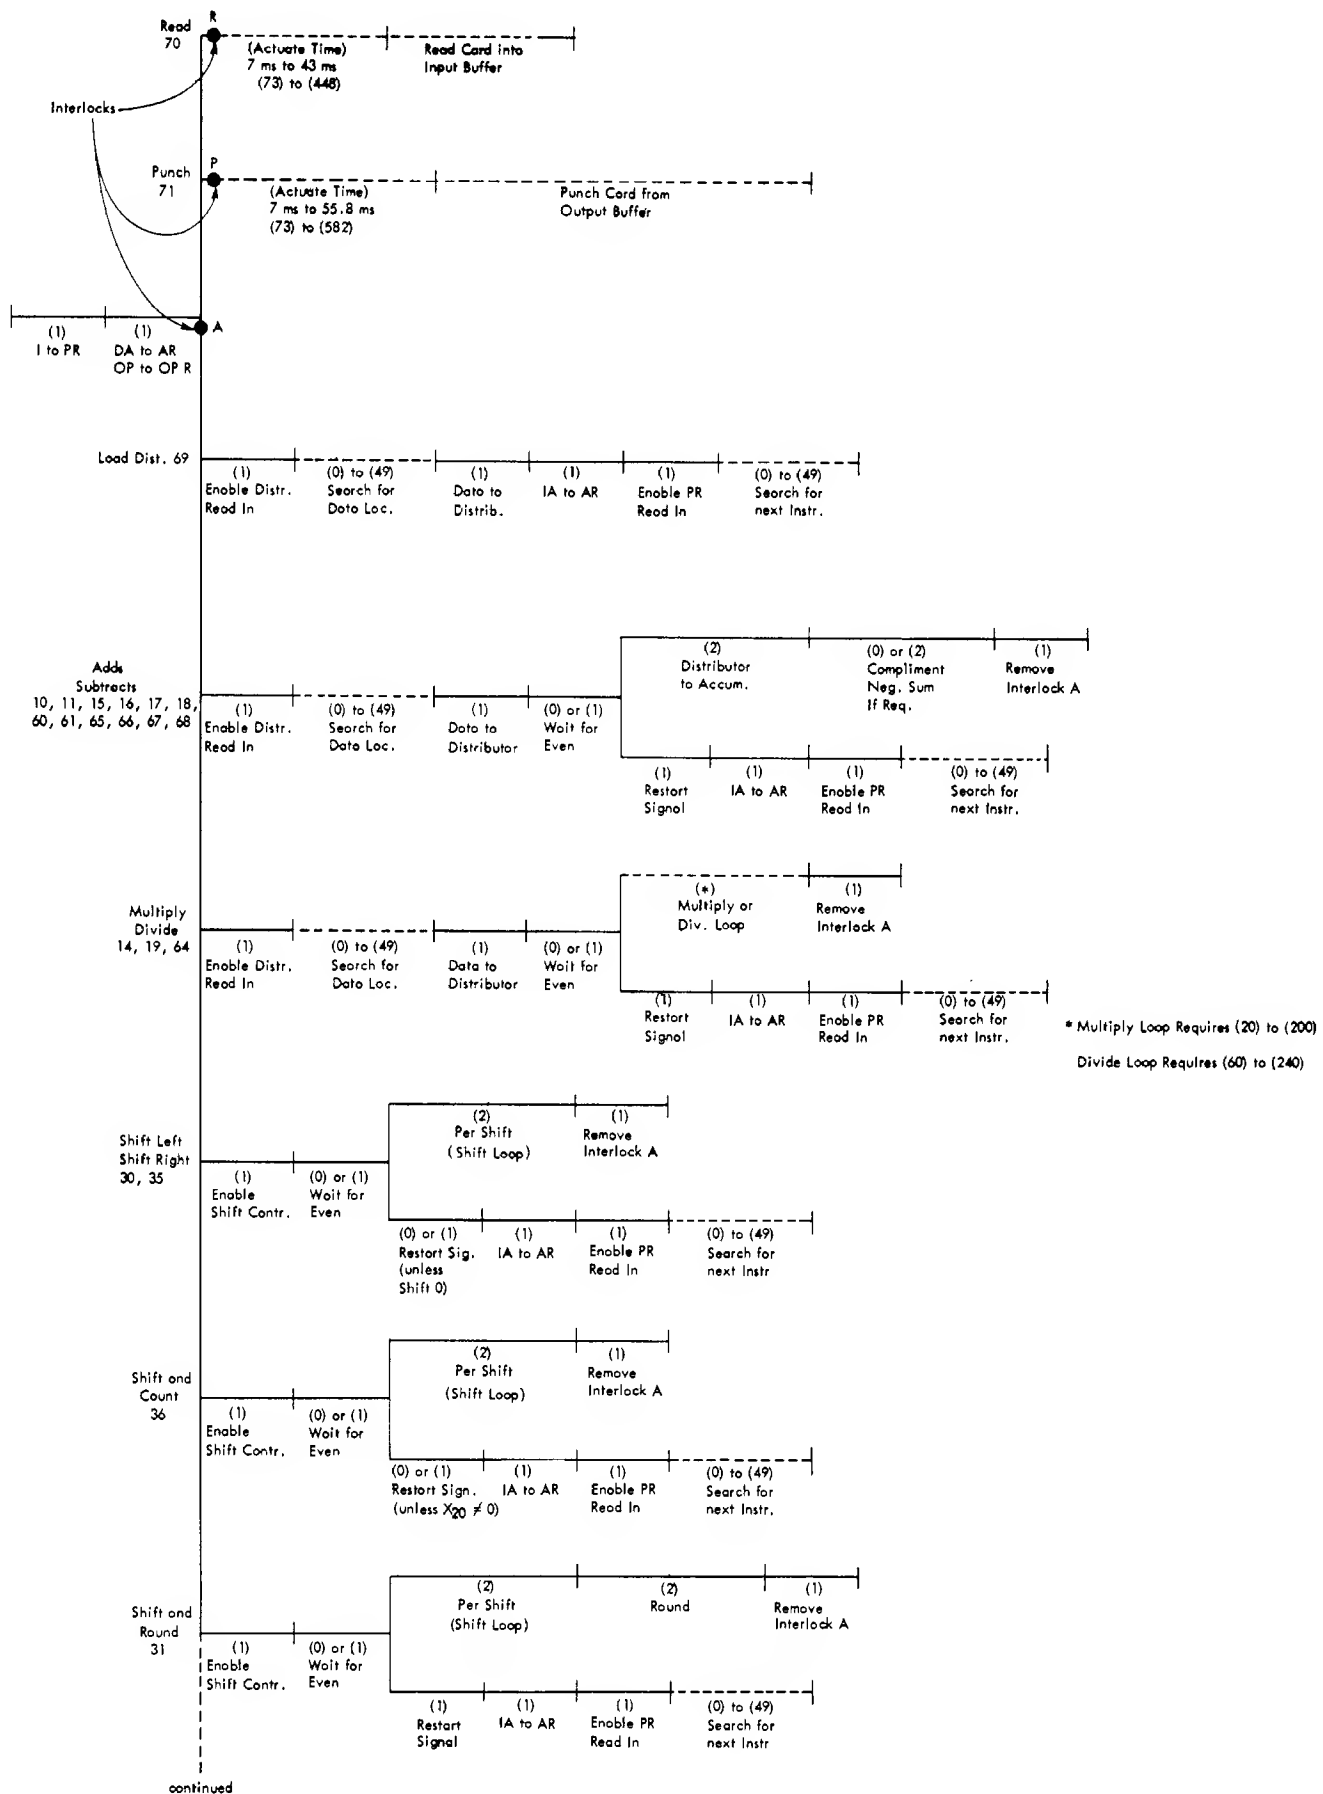 Read
70
R
(Actuate Time)
7 ms to 43 ms
(73) to (448)
Read Card into
Input Buffer
Interlocks
Punch
71
P
(Actuate Time)
7 ms to 55.8 ms
(73) to (582)
Punch Card from
Output Buffer
A
(1)
I to PR
(1)
DA to AR
OP to OP R
Load Dist. 69
(1)
Enable Distr.
Read In
(0) to (49)
Search for
Data Loc.
(1)
Data to
Distrib.
(1)
IA to AR
(1)
Enable PR
Read In
(0) to (49)
Search for
next Instr.
Adds
Subtracts
10, 11, 15, 16, 17, 18,
60, 61, 65, 66, 67, 68
(1)
Enable Distr.
Read In
(0) to (49)
Search for
Data Loc.
(1)
Data to
Distributor
(0) or (1)
Wait for
Even
(2)
Distributor
to Accum.
(0) or (2)
Compliment
Neg. Sum
If Req.
(1)
Remove
Interlock A
(1)
Restart
Signal
(1)
IA to AR
(1)
Enable PR
Read In
(0) to (49)
Search for
next Instr.
Multiply
Divide
14, 19, 64
(1)
Enable Distr.
Read In
(0) to (49)
Search for
Data Loc.
(1)
Data to
Distributor
(0) or (1)
Wait for
Even
(*)
Multiply or
Div. Loop
(1)
Remove
Interlock A
(1)
Restart
Signal
(1)
IA to AR
(1)
Enable PR
Read In
(0) to (49)
Search for
next Instr.
* Multiply Loop Requires (20) to (200)
Divide Loop Requires (60) to (240)
Shift Left
Shift Right
30, 35
(1)
Enable
Shift Contr.
(0) or (1)
Wait for
Even
(2)
Per Shift
(Shift Loop)
(1)
Remove
Interlock A
(0) or (1)
Restart Sig.
(unless
Shift 0)
(1)
IA to AR
(1)
Enable PR
Read In
(0) to (49)
Search for
next Instr
Shift and
Count
36
(1)
Enable
Shift Contr.
(0) or (1)
Wait for
Even
(2)
Per Shift
(Shift Loop)
(1)
Remove
Interlock A
(0) or (1)
Restart Sign.
(unless X20 ≠ 0)
(1)
IA to AR
(1)
Enable PR
Read In
(0) to (49)
Search for
next Instr.
Shift and
Round
31
(1)
Enable
Shift Contr.
(0) or (1)
Wait for
Even
(2)
Per Shift
(Shift Loop)
(2)
Round
(1)
Remove
Interlock A
(1)
Restart
Signal
(1)
IA to AR
(1)
Enable PR
Read In
(0) to (49)
Search for
next Instr
continued